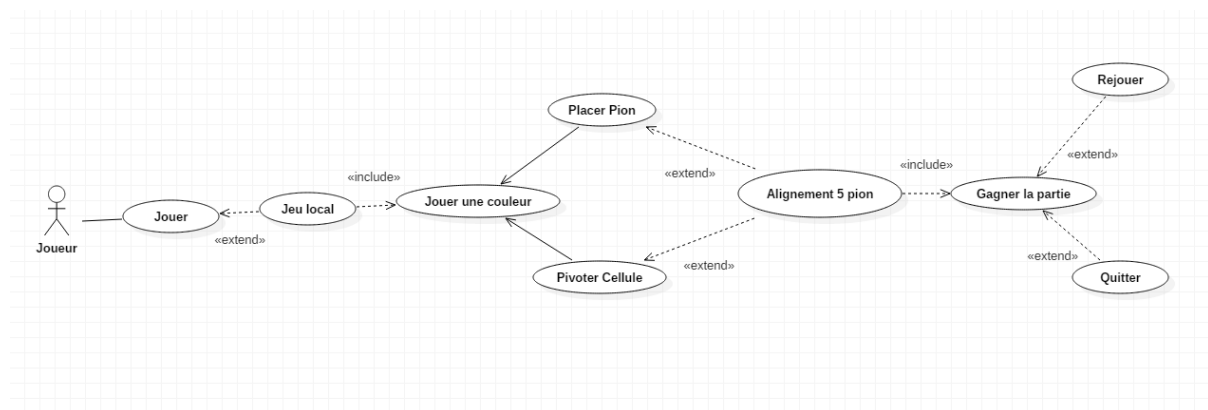 Rejouer
Placer Pion
«extend»
«include»
«extend»
«include»
Alignement 5 pion
Gagner la partie
Jeu local
Jouer une couleur
Jouer
«extend»
Joueur
«extend»
«extend»
Pivoter Cellule
Quitter